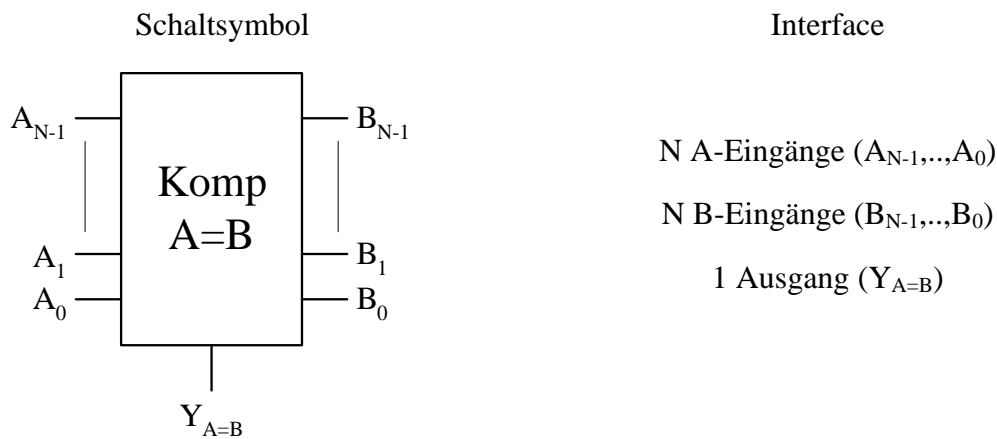 Schaltsymbol
Interface
A_{N-1}
B_{N-1}
Komp
A=B
A_1
B_1
A_0
B_0
Y_{A=B}
N A-Eingänge (A_{N-1},..,A_0)
N B-Eingänge (B_{N-1},..,B_0)
1 Ausgang (Y_{A=B})